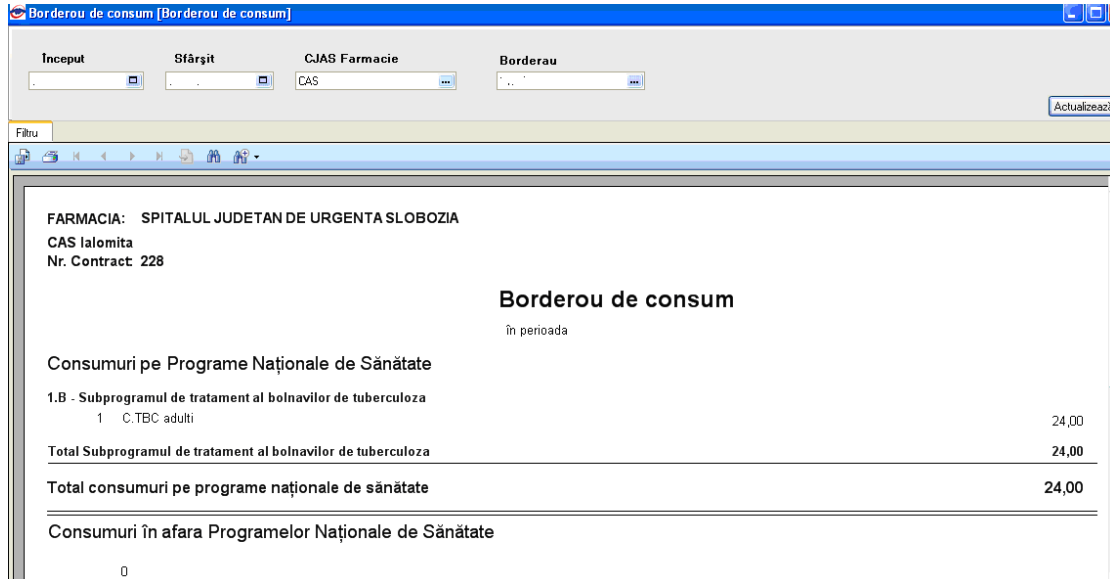 Borderou de consum [Borderou de consum]
Început Sfârşit CJAS Farmacie Borderau
CAS
Actualizează
Filtru
FARMACIA: SPITALUL JUDETAN DE URGENTA SLOBOZIA
CAS Ialomita
Nr. Contract: 228
Borderou de consum
în perioada
Consumuri pe Programe Naționale de Sănătate
1.B - Subprogramul de tratament al bolnavilor de tuberculoza
1 C.TBC adulti 24,00
Total Subprogramul de tratament al bolnavilor de tuberculoza 24,00
Total consumuri pe programe naționale de sănătate 24,00
Consumuri în afara Programelor Naționale de Sănătate
0